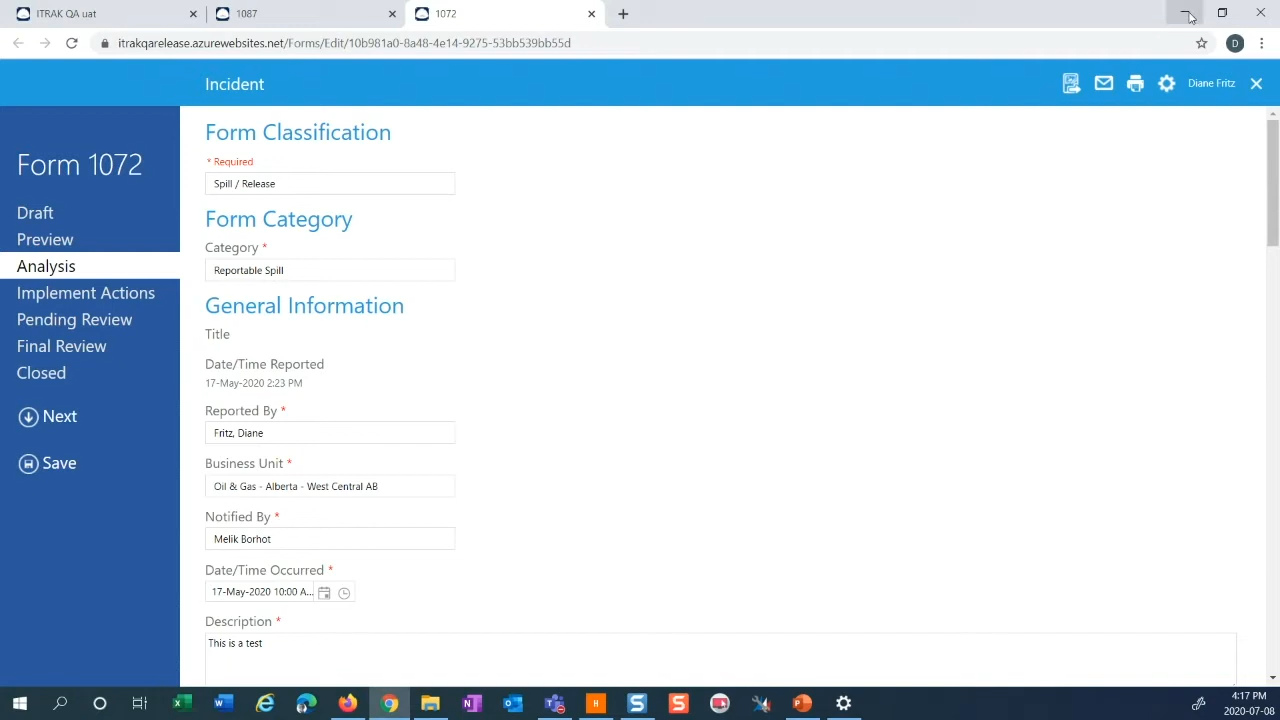 ITRAK QA uat
1087
1072
itrakqarelease.azurewebsites.net/Forms/Edit/10b981a0-8a48-4e14-9275-53bb539bb55d
D
Incident
Diane Fritz
Form 1072
Draft
Preview
Analysis
Implement Actions
Pending Review
Final Review
Closed
Next
Save
Form Classification
* Required
Spill / Release
Form Category
Category *
Reportable Spill
General Information
Title
Date/Time Reported
17-May-2020 2:23 PM
Reported By *
Fritz, Diane
Business Unit *
Oil & Gas - Alberta - West Central AB
Notified By *
Melik Borhot
Date/Time Occurred *
17-May-2020 10:00 A...
Description *
This is a test
4:17 PM
2020-07-08